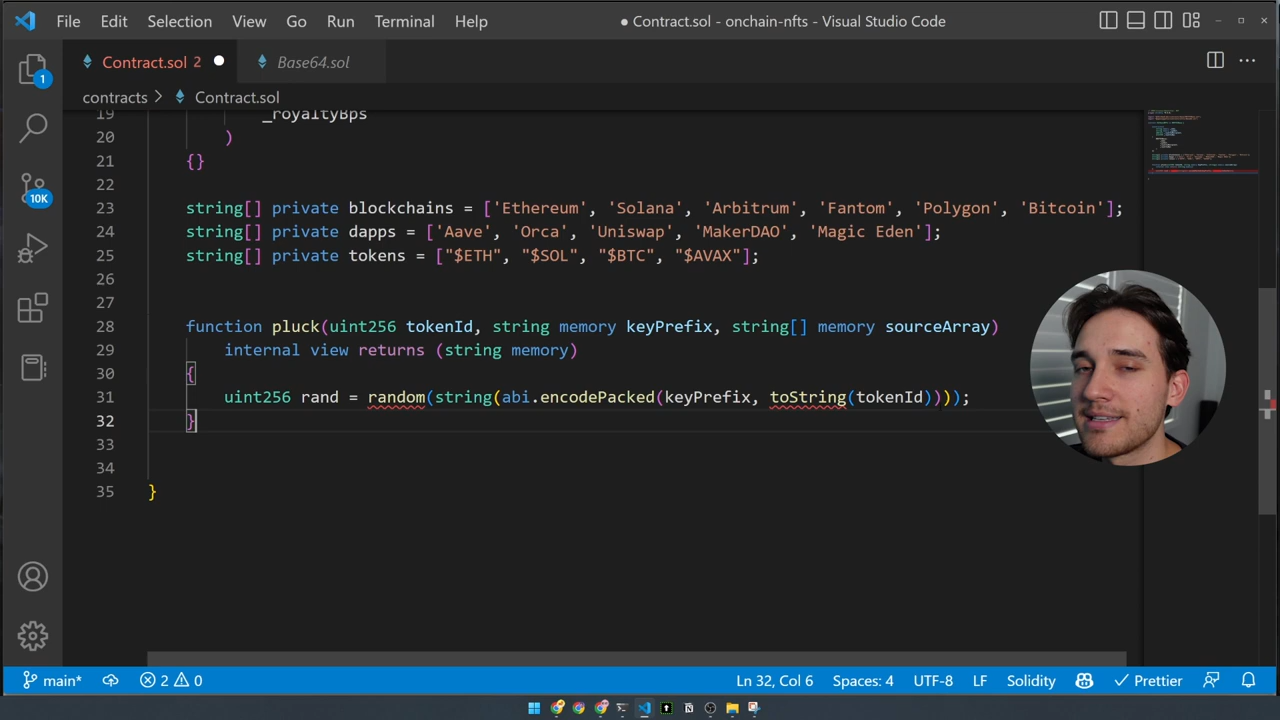 File Edit Selection View Go Run Terminal Help
● Contract.sol - onchain-nfts - Visual Studio Code
Contract.sol 2
Base64.sol
1
contracts > Contract.sol
19 _royaltyBps
20 )
21 {}
22
23 string[] private blockchains = ['Ethereum', 'Solana', 'Arbitrum', 'Fantom', 'Polygon', 'Bitcoin'];
24 string[] private dapps = ['Aave', 'Orca', 'Uniswap', 'MakerDAO', 'Magic Eden'];
25 string[] private tokens = ["$ETH", "$SOL", "$BTC", "$AVAX"];
26
27
28 function pluck(uint256 tokenId, string memory keyPrefix, string[] memory sourceArray)
29 internal view returns (string memory)
30 {
31 uint256 rand = random(string(abi.encodePacked(keyPrefix, toString(tokenId))));
32 }
33
34
35 }
10K
main* 2 0 Ln 32, Col 6 Spaces: 4 UTF-8 LF Solidity Prettier